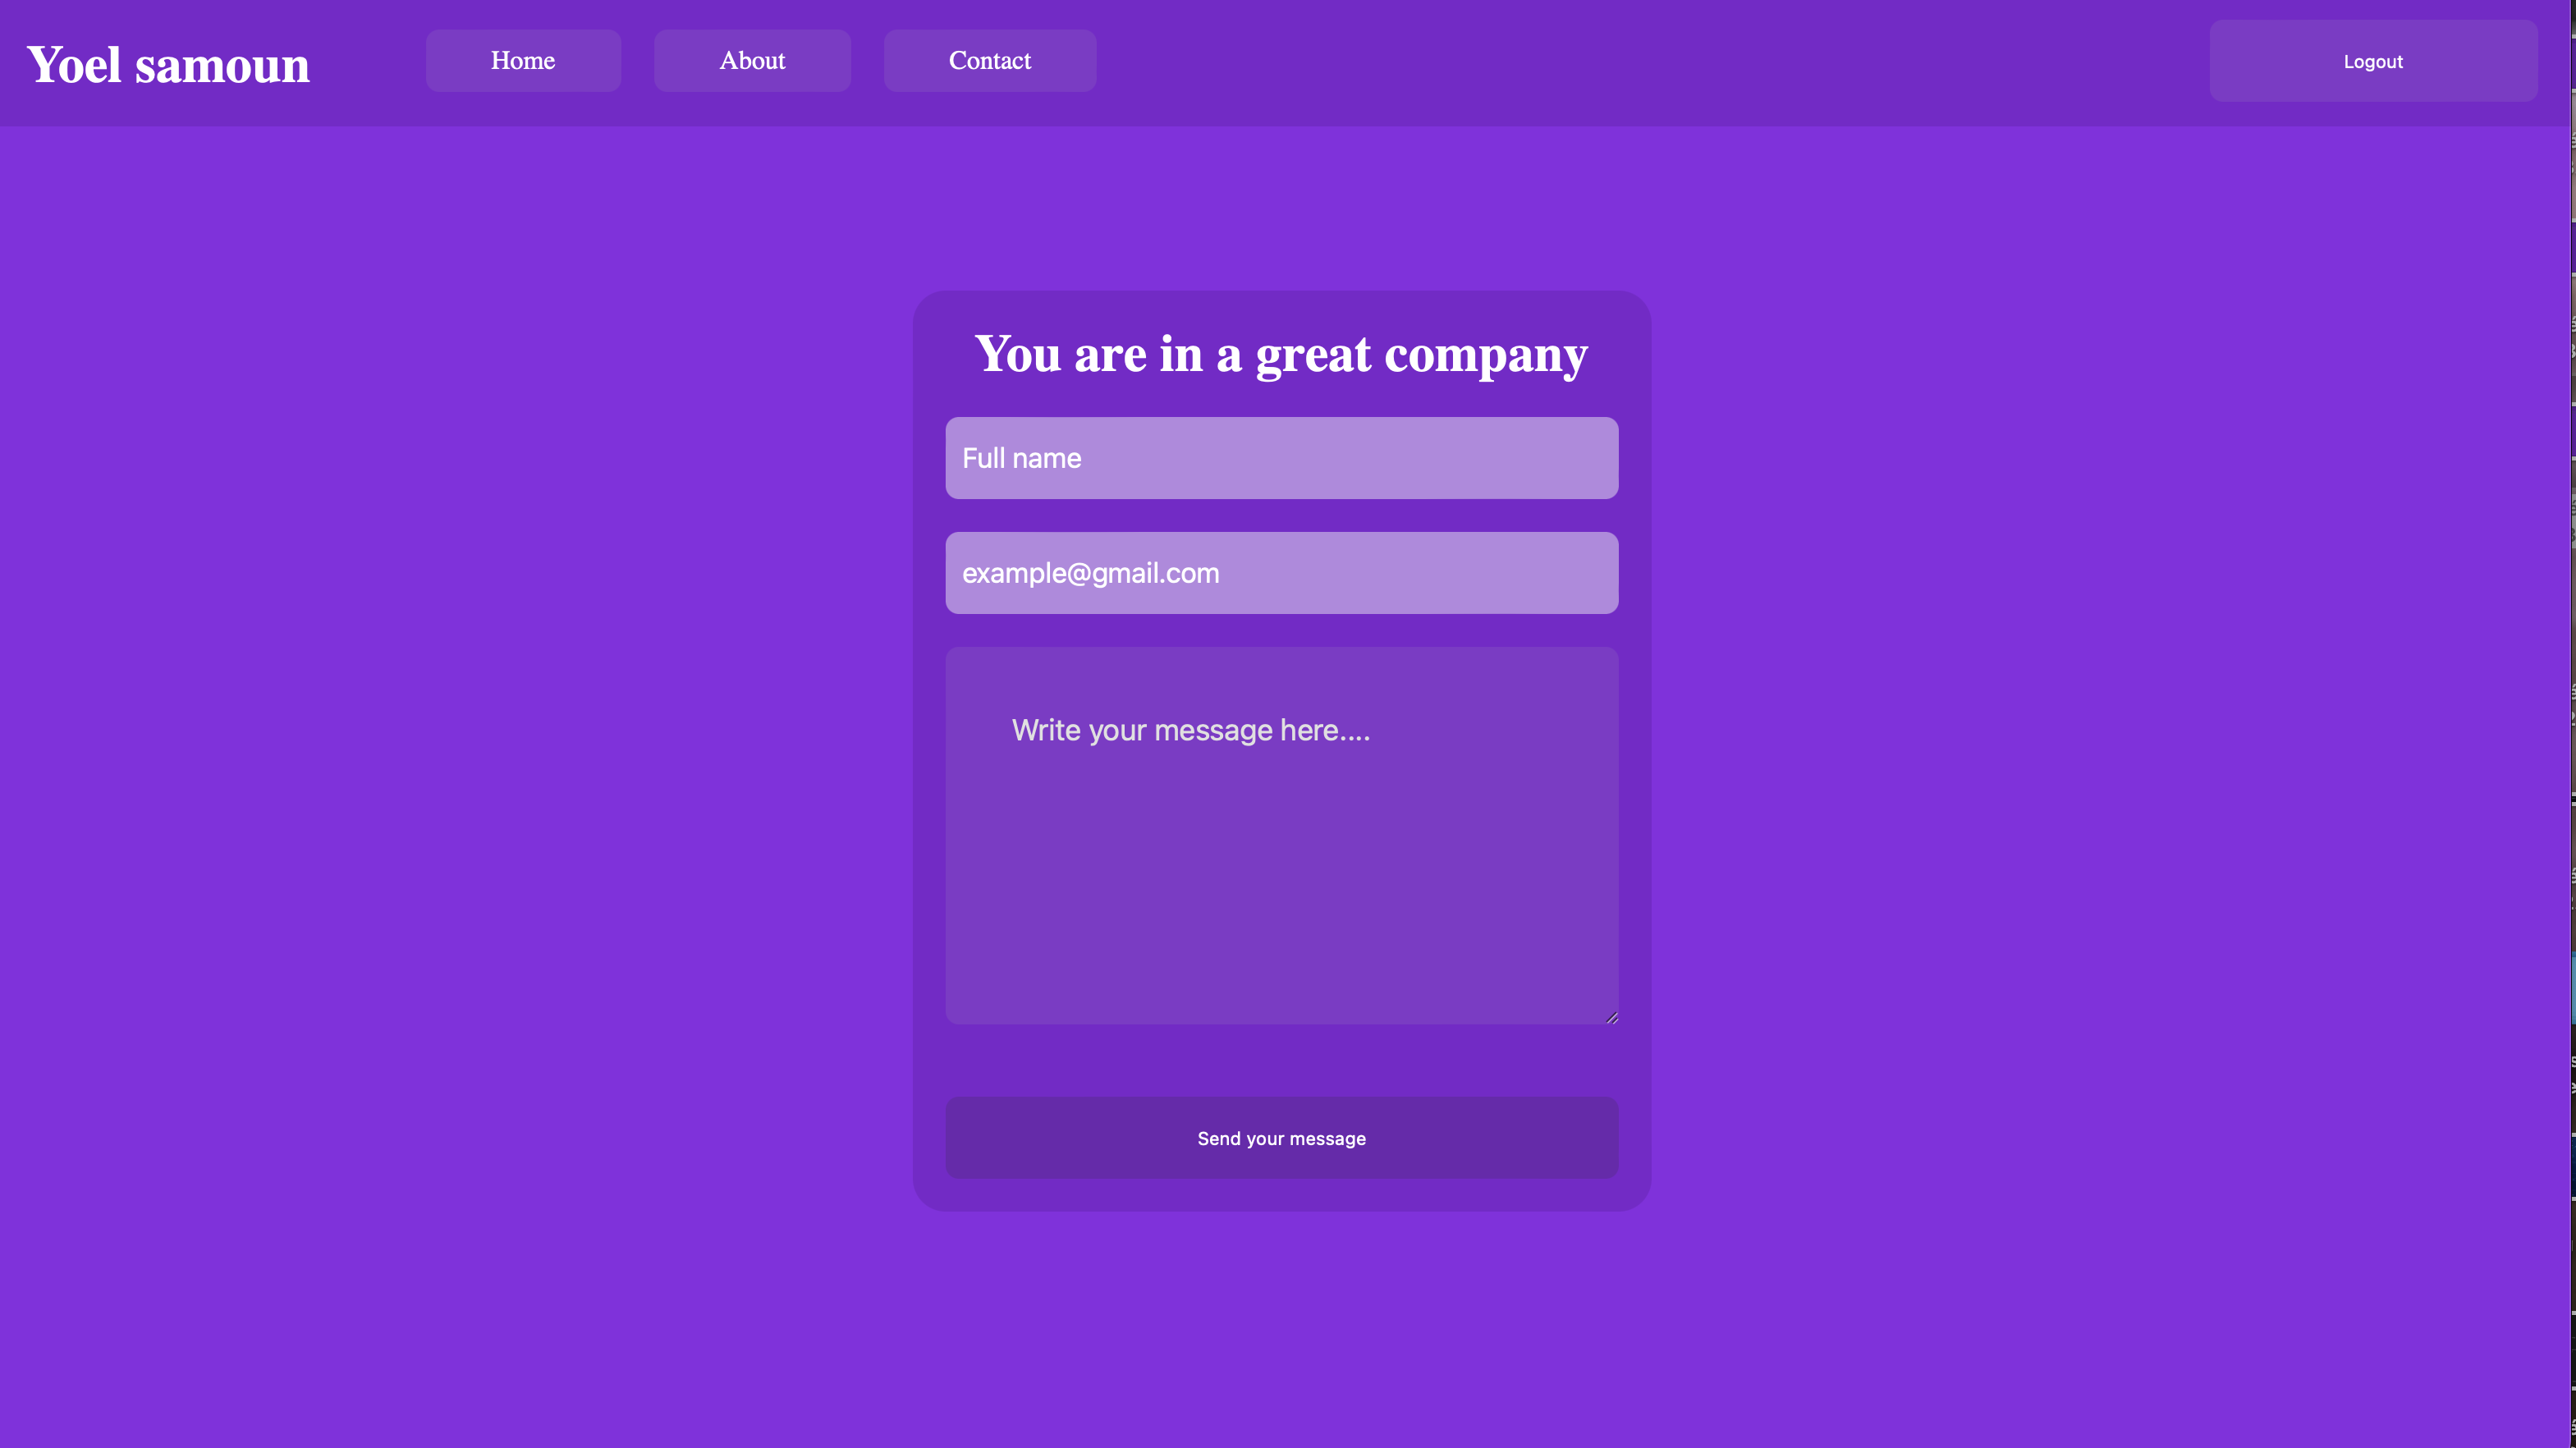 Yoel samoun
Home
About
Contact
Logout
You are in a great company
Full name
example@gmail.com
Write your message here....
Send your message